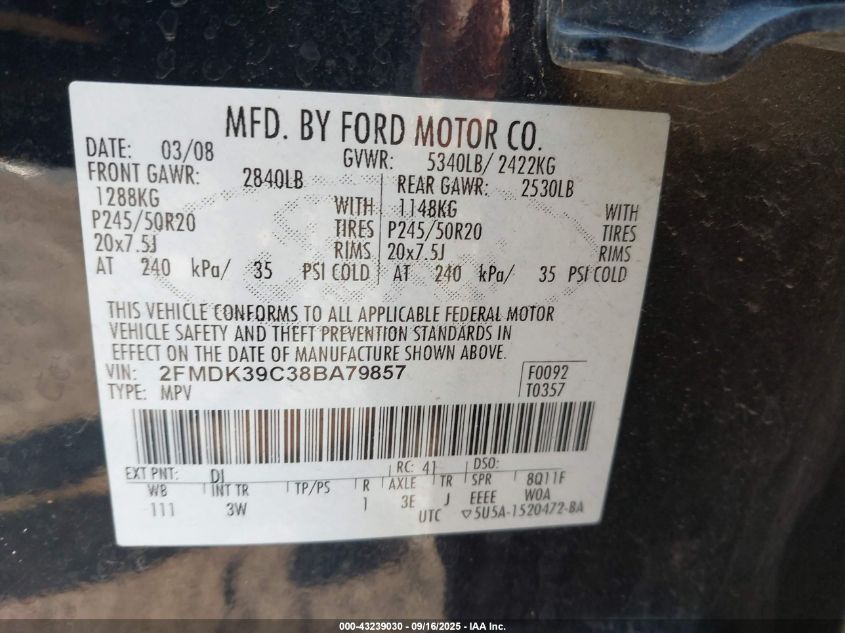 MFD. BY FORD MOTOR CO.
DATE: 03/08 GVWR: 5340LB/ 2422KG
FRONT GAWR: 2840LB REAR GAWR: 2530LB
1288KG WITH 1148KG WITH
P245/50R20 TIRES P245/50R20 TIRES
20x7.5J RIMS 20x7.5J RIMS
AT 240 kPa/ 35 PSI COLD AT 240 kPa/ 35 PSI COLD
THIS VEHICLE CONFORMS TO ALL APPLICABLE FEDERAL MOTOR
VEHICLE SAFETY AND THEFT PREVENTION STANDARDS IN
EFFECT ON THE DATE OF MANUFACTURE SHOWN ABOVE.
VIN: 2FMDK39C38BA79857 F0092
TYPE: MPV T0357
EXT PNT: DI RC: 41 DSO:
WB INT TR TP/PS R AXLE TR SPR 8Q11F
111 3W 1 3E J EEEE W0A
UTC ▽5U5A-1520472-BA
000-43239030 - 09/16/2025 - IAA Inc.